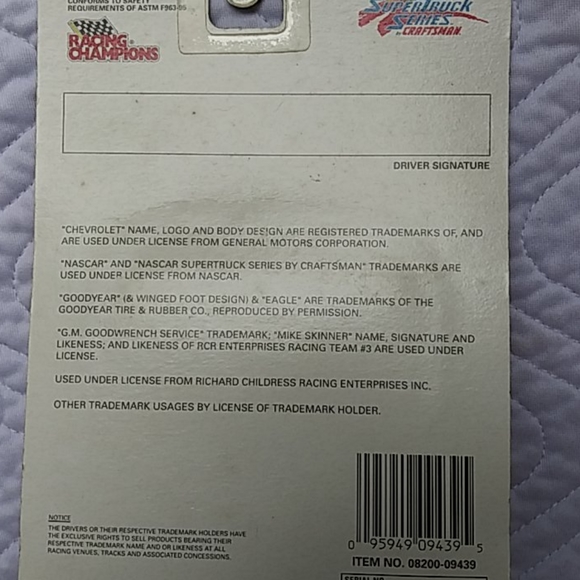 CONFORMS TO SAFETY
REQUIREMENTS OF ASTM F963-95
RACING
CHAMPIONS
SUPERTRUCK
SERIES
BY CRAFTSMAN.
DRIVER SIGNATURE
"CHEVROLET" NAME, LOGO AND BODY DESIGN ARE REGISTERED TRADEMARKS OF, AND
ARE USED UNDER LICENSE FROM GENERAL MOTORS CORPORATION.
"NASCAR" AND "NASCAR SUPERTRUCK SERIES BY CRAFTSMAN" TRADEMARKS ARE
USED UNDER LICENSE FROM NASCAR.
"GOODYEAR" (& WINGED FOOT DESIGN) & "EAGLE" ARE TRADEMARKS OF THE
GOODYEAR TIRE & RUBBER CO., REPRODUCED BY PERMISSION.
"G.M. GOODWRENCH SERVICE" TRADEMARK; "MIKE SKINNER" NAME, SIGNATURE AND
LIKENESS; AND LIKENESS OF RCR ENTERPRISES RACING TEAM #3 ARE USED UNDER
LICENSE.
USED UNDER LICENSE FROM RICHARD CHILDRESS RACING ENTERPRISES INC.
OTHER TRADEMARK USAGES BY LICENSE OF TRADEMARK HOLDER.
NOTICE
THE DRIVERS OR THEIR RESPECTIVE TRADEMARK HOLDERS HAVE
THE EXCLUSIVE RIGHTS TO SELL PRODUCTS BEARING THEIR
RESPECTIVE TRADEMARK NAME AND OR LIKENESS AT ALL
RACING VENUES, TRACKS AND ASSOCIATED CONCESSIONS.
0 95949 09439 5
ITEM NO. 08200-09439
SERIAL NO.